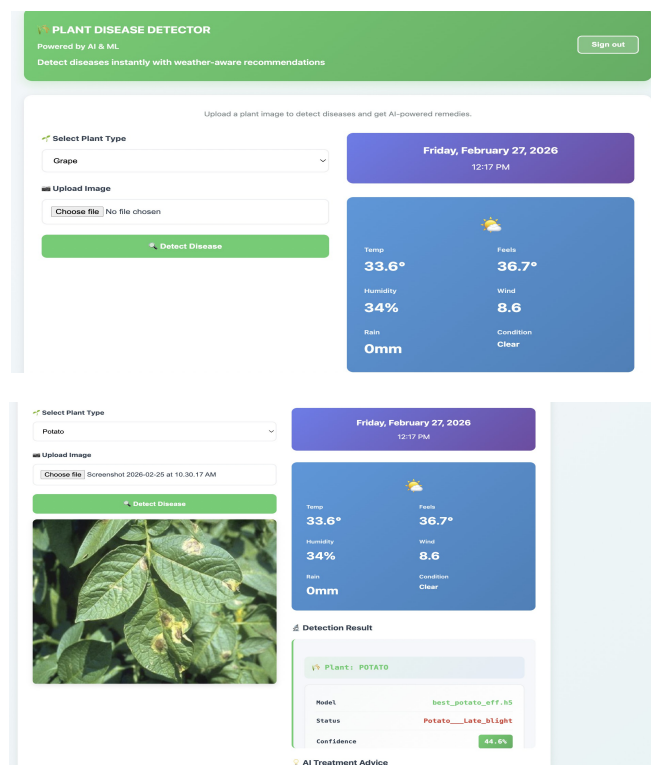 PLANT DISEASE DETECTOR
Powered by AI & ML
Detect diseases instantly with weather-aware recommendations
Sign out
Upload a plant image to detect diseases and get AI-powered remedies.
Select Plant Type
Grape
Upload Image
Choose file No file chosen
Detect Disease
Friday, February 27, 2026
12:17 PM
Temp Feels
33.6° 36.7°
Humidity Wind
34% 8.6
Rain Condition
0mm Clear
Select Plant Type
Potato
Upload Image
Choose file Screenshot 2026-02-25 at 10.30.17 AM
Detect Disease
Friday, February 27, 2026
12:17 PM
Temp Feels
33.6° 36.7°
Humidity Wind
34% 8.6
Rain Condition
0mm Clear
Detection Result
Plant: POTATO
Model best_potato_eff.h5
Status Potato___Late_blight
Confidence 44.6%
AI Treatment Advice